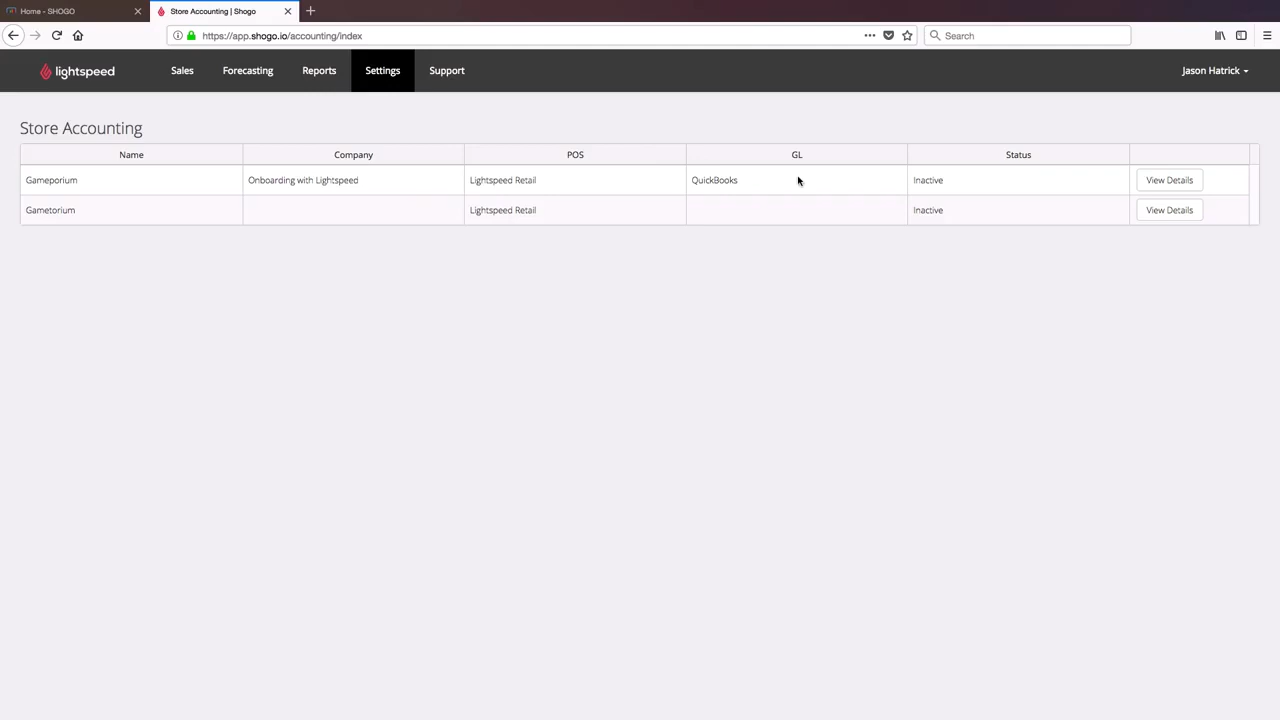 Home - SHOGO
Store Accounting | Shogo
https://app.shogo.io/accounting/index
Search
lightspeed Sales Forecasting Reports Settings Support Jason Hatrick
Store Accounting
Name Company POS GL Status
Gameporium Onboarding with Lightspeed Lightspeed Retail QuickBooks Inactive View Details
Gametorium Lightspeed Retail Inactive View Details